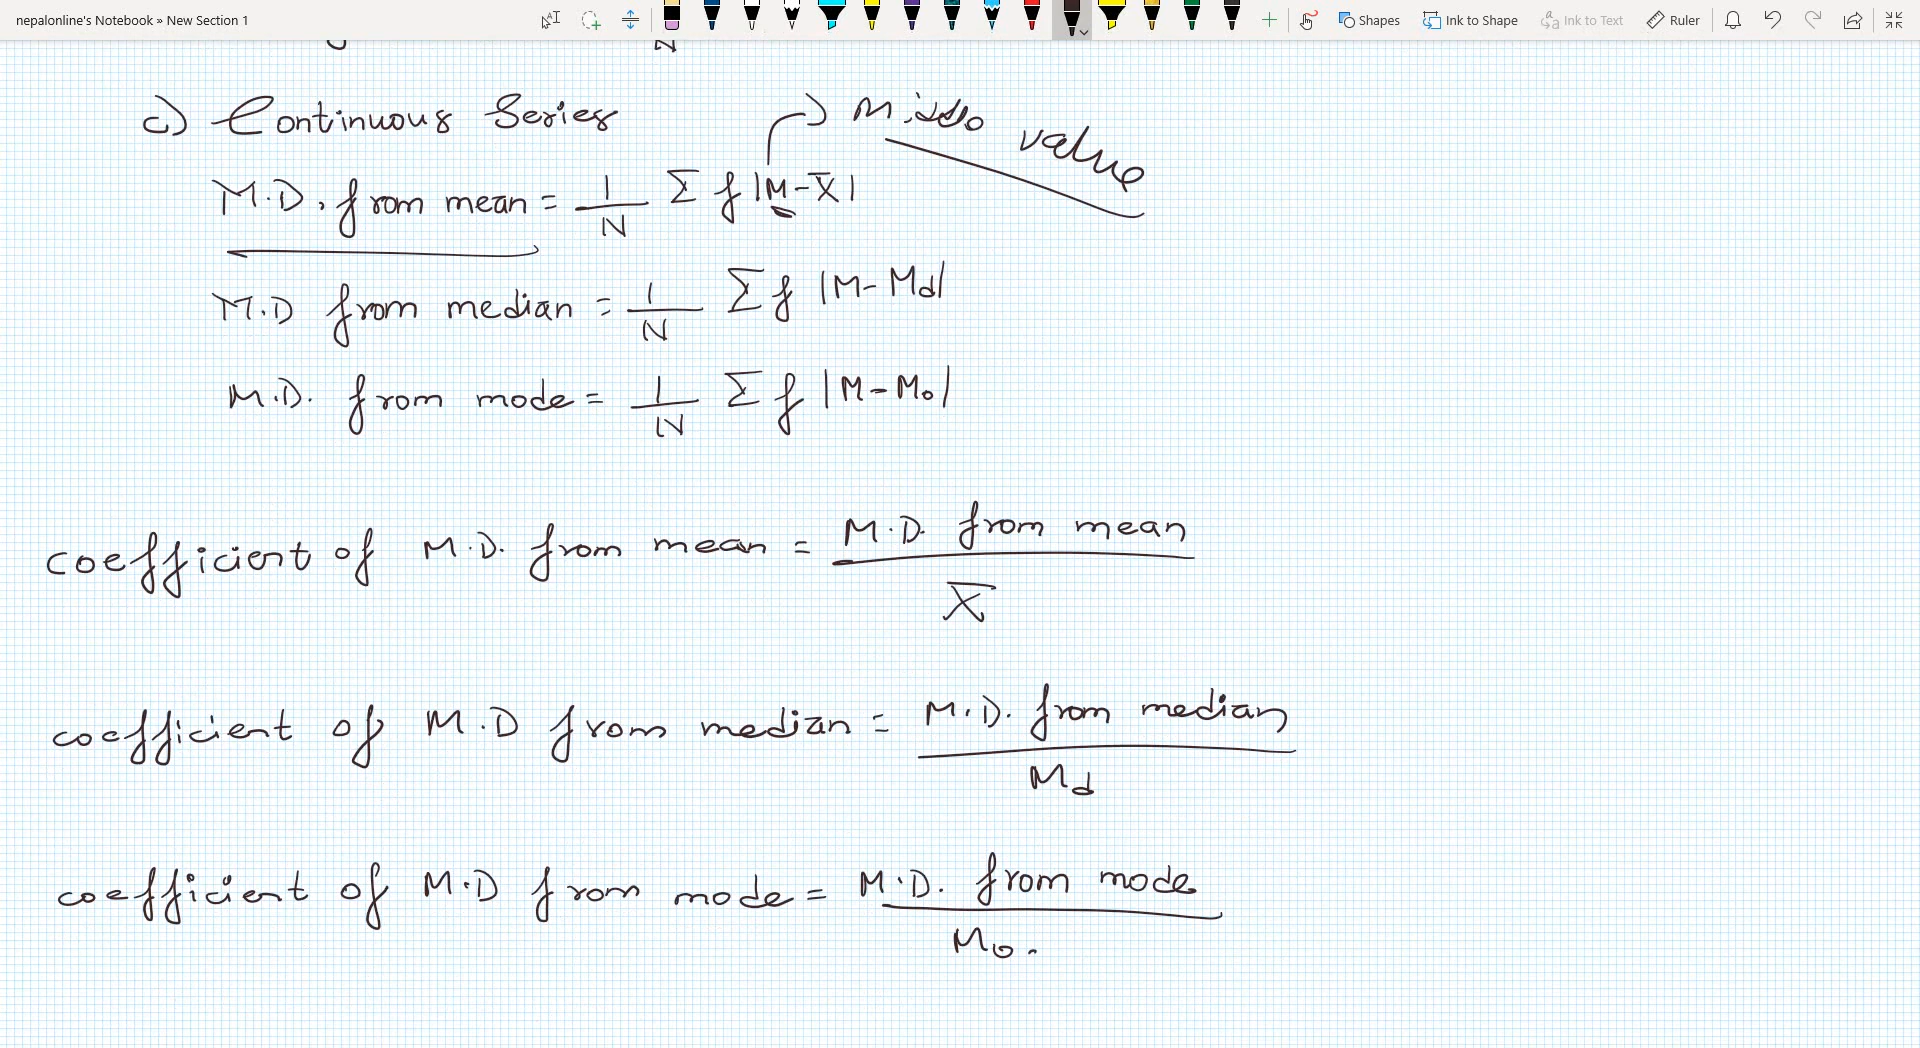 nepalonline's Notebook » New Section 1
Shapes Ink to Shape Ink to Text Ruler
N
c) Continuous Series
value
M.D. from mean = 1/N Σ f |M - X̄|
M.D from median = 1/N Σ f |M - Md|
M.D. from mode = 1/N Σ f |M - Mo|
coefficient of M.D. from mean = M.D. from mean / X̄
coefficient of M.D from median = M.D. from median / Md
coefficient of M.D from mode = M.D. from mode / Mo.